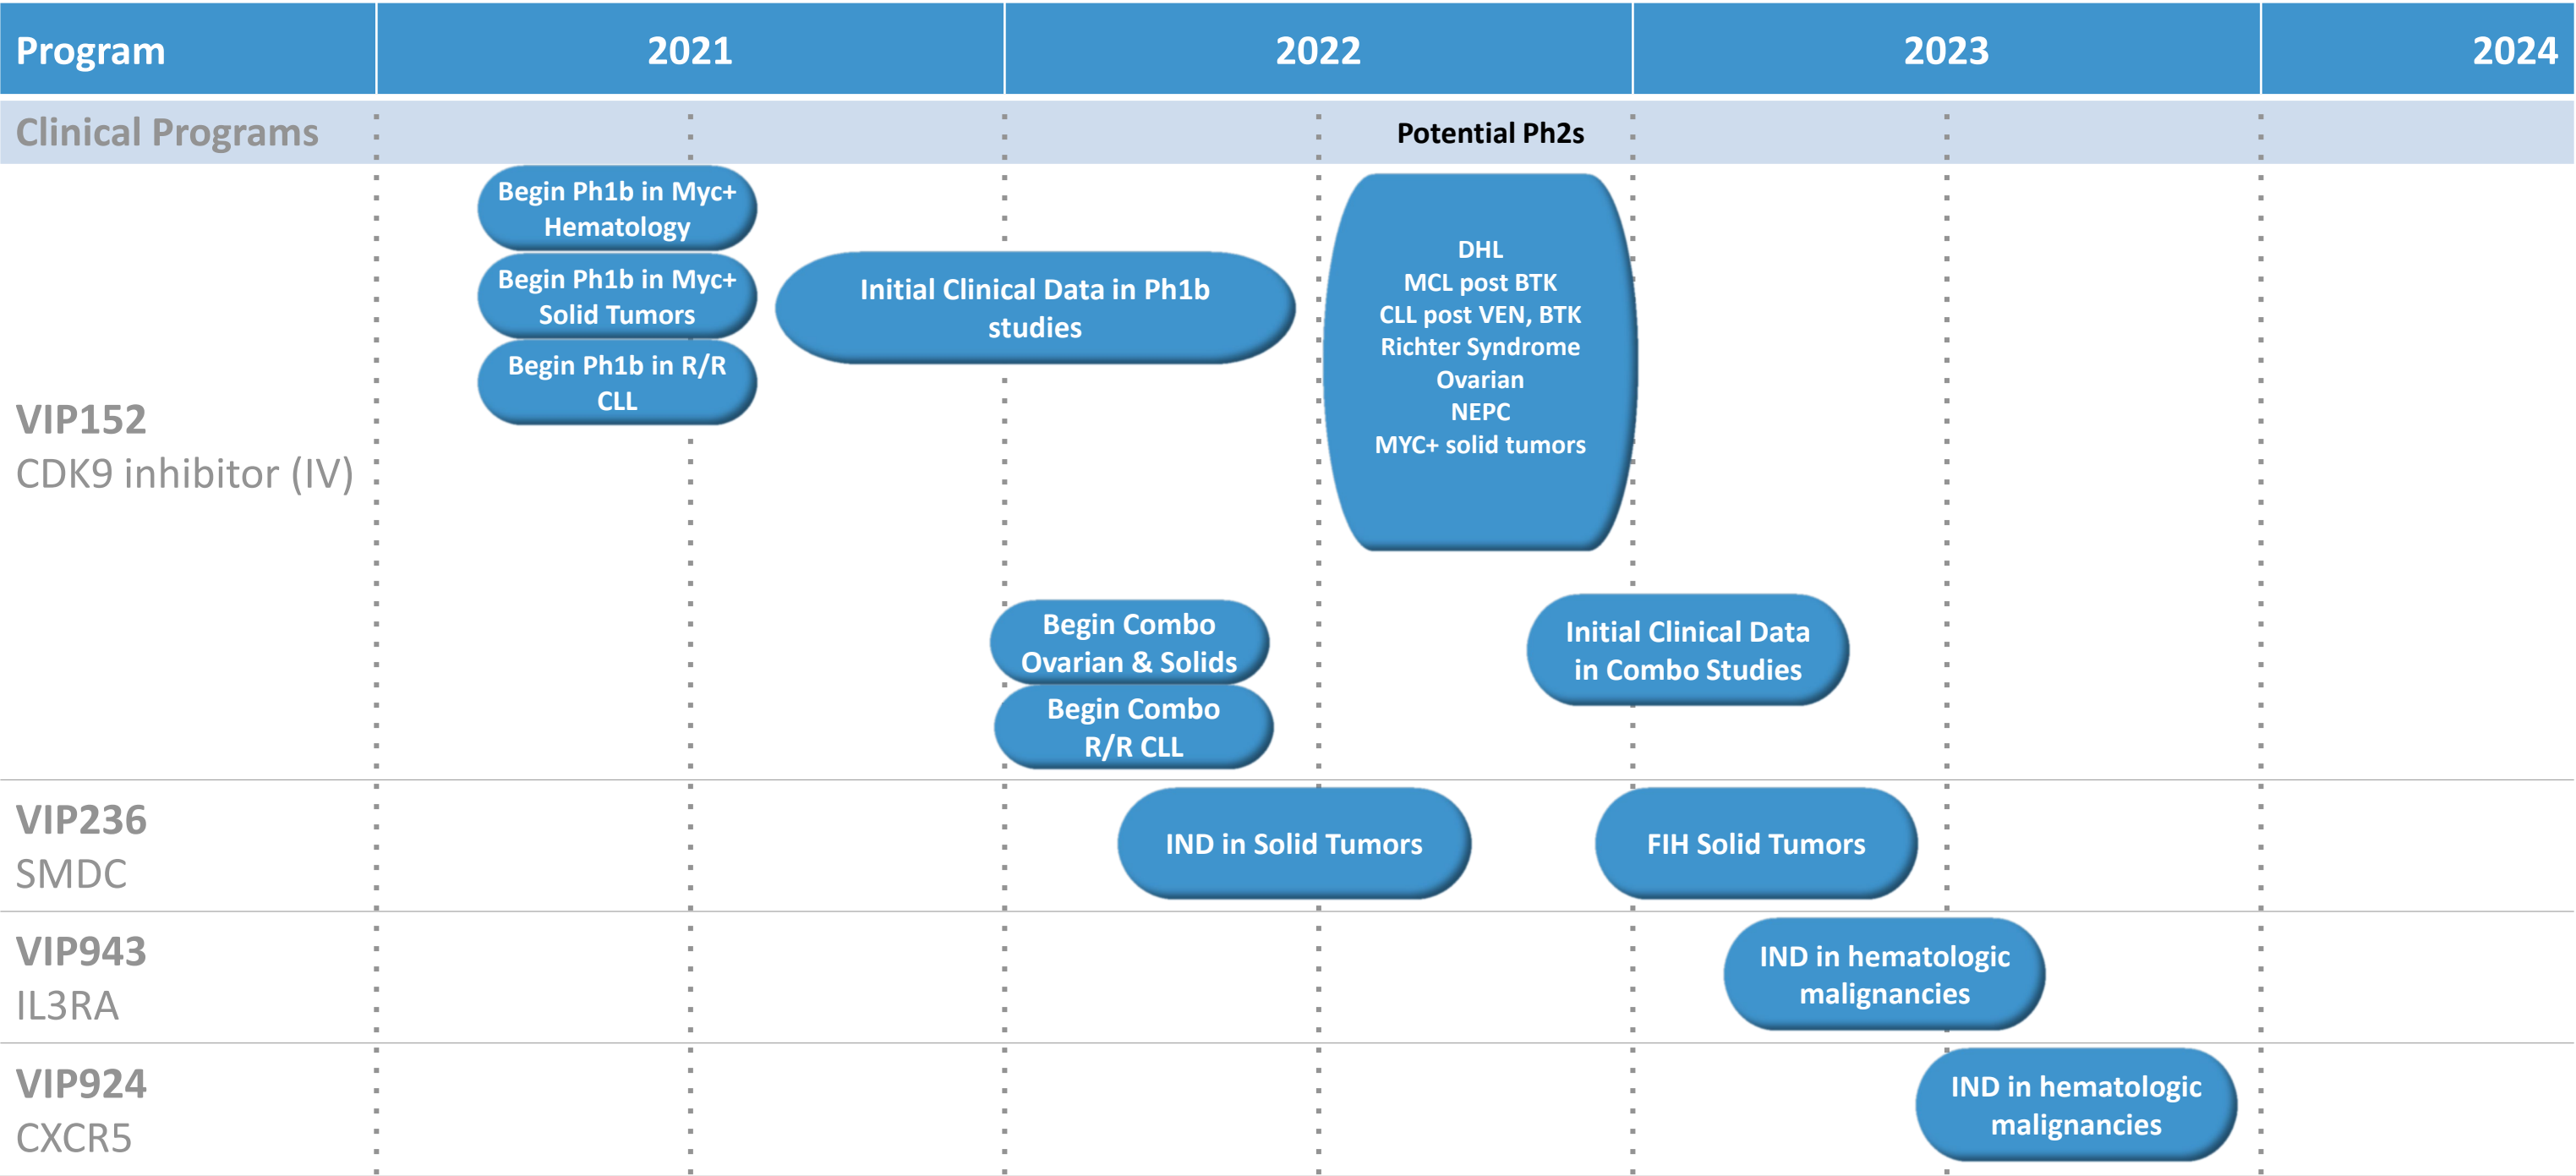 Program
2021
2022
2023
2024
Clinical Programs
Potential Ph2s
VIP152
CDK9 inhibitor (IV)
Begin Ph1b in Myc+
Hematology
Begin Ph1b in Myc+
Solid Tumors
Begin Ph1b in R/R
CLL
Initial Clinical Data in Ph1b
studies
DHL
MCL post BTK
CLL post VEN, BTK
Richter Syndrome
Ovarian
NEPC
MYC+ solid tumors
Begin Combo
Ovarian & Solids
Begin Combo
R/R CLL
Initial Clinical Data
in Combo Studies
VIP236
SMDC
IND in Solid Tumors
FIH Solid Tumors
VIP943
IL3RA
IND in hematologic
malignancies
VIP924
CXCR5
IND in hematologic
malignancies